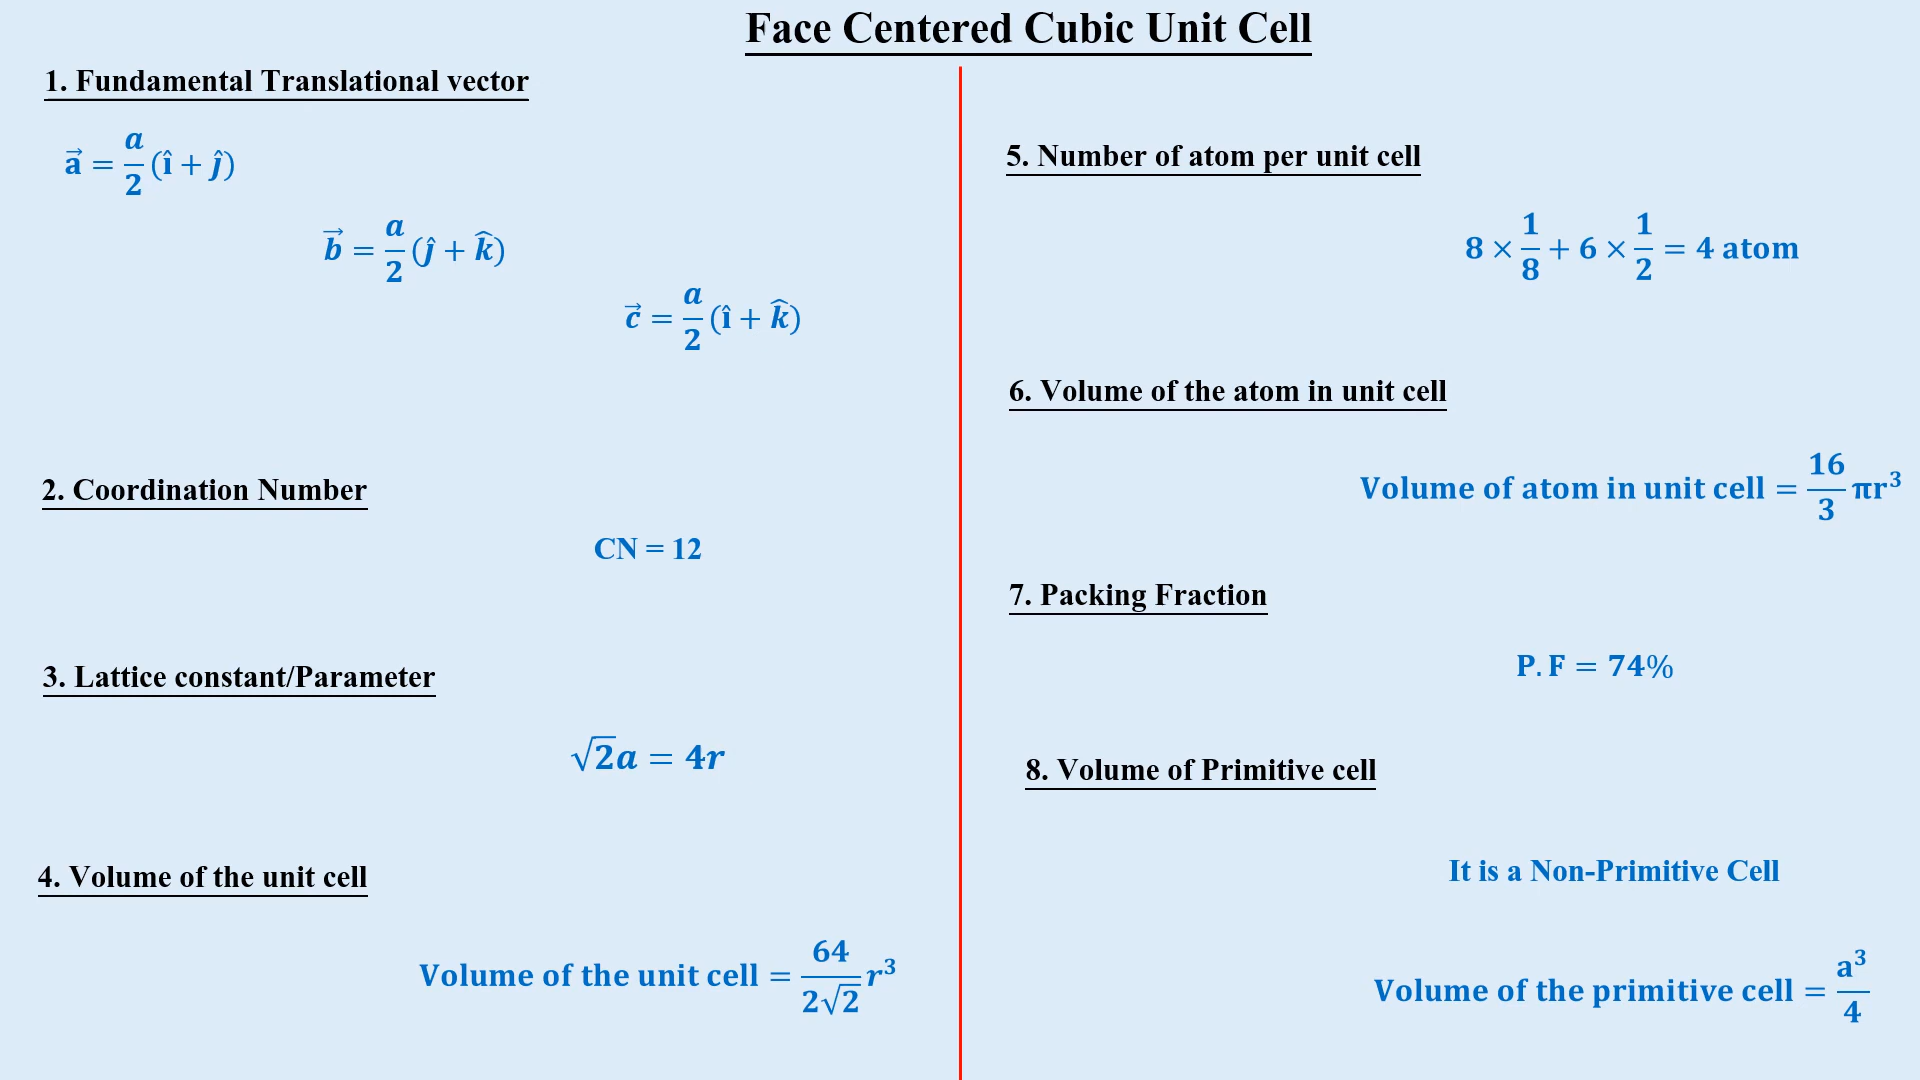 Face Centered Cubic Unit Cell
1. Fundamental Translational vector
a⃗ = a/2 (î + ĵ)
b⃗ = a/2 (ĵ + k̂)
c⃗ = a/2 (î + k̂)
2. Coordination Number
CN = 12
3. Lattice constant/Parameter
√2a = 4r
4. Volume of the unit cell
Volume of the unit cell = 64/2√2 r³
5. Number of atom per unit cell
8 × 1/8 + 6 × 1/2 = 4 atom
6. Volume of the atom in unit cell
Volume of atom in unit cell = 16/3 πr³
7. Packing Fraction
P. F = 74%
8. Volume of Primitive cell
It is a Non-Primitive Cell
Volume of the primitive cell = a³/4